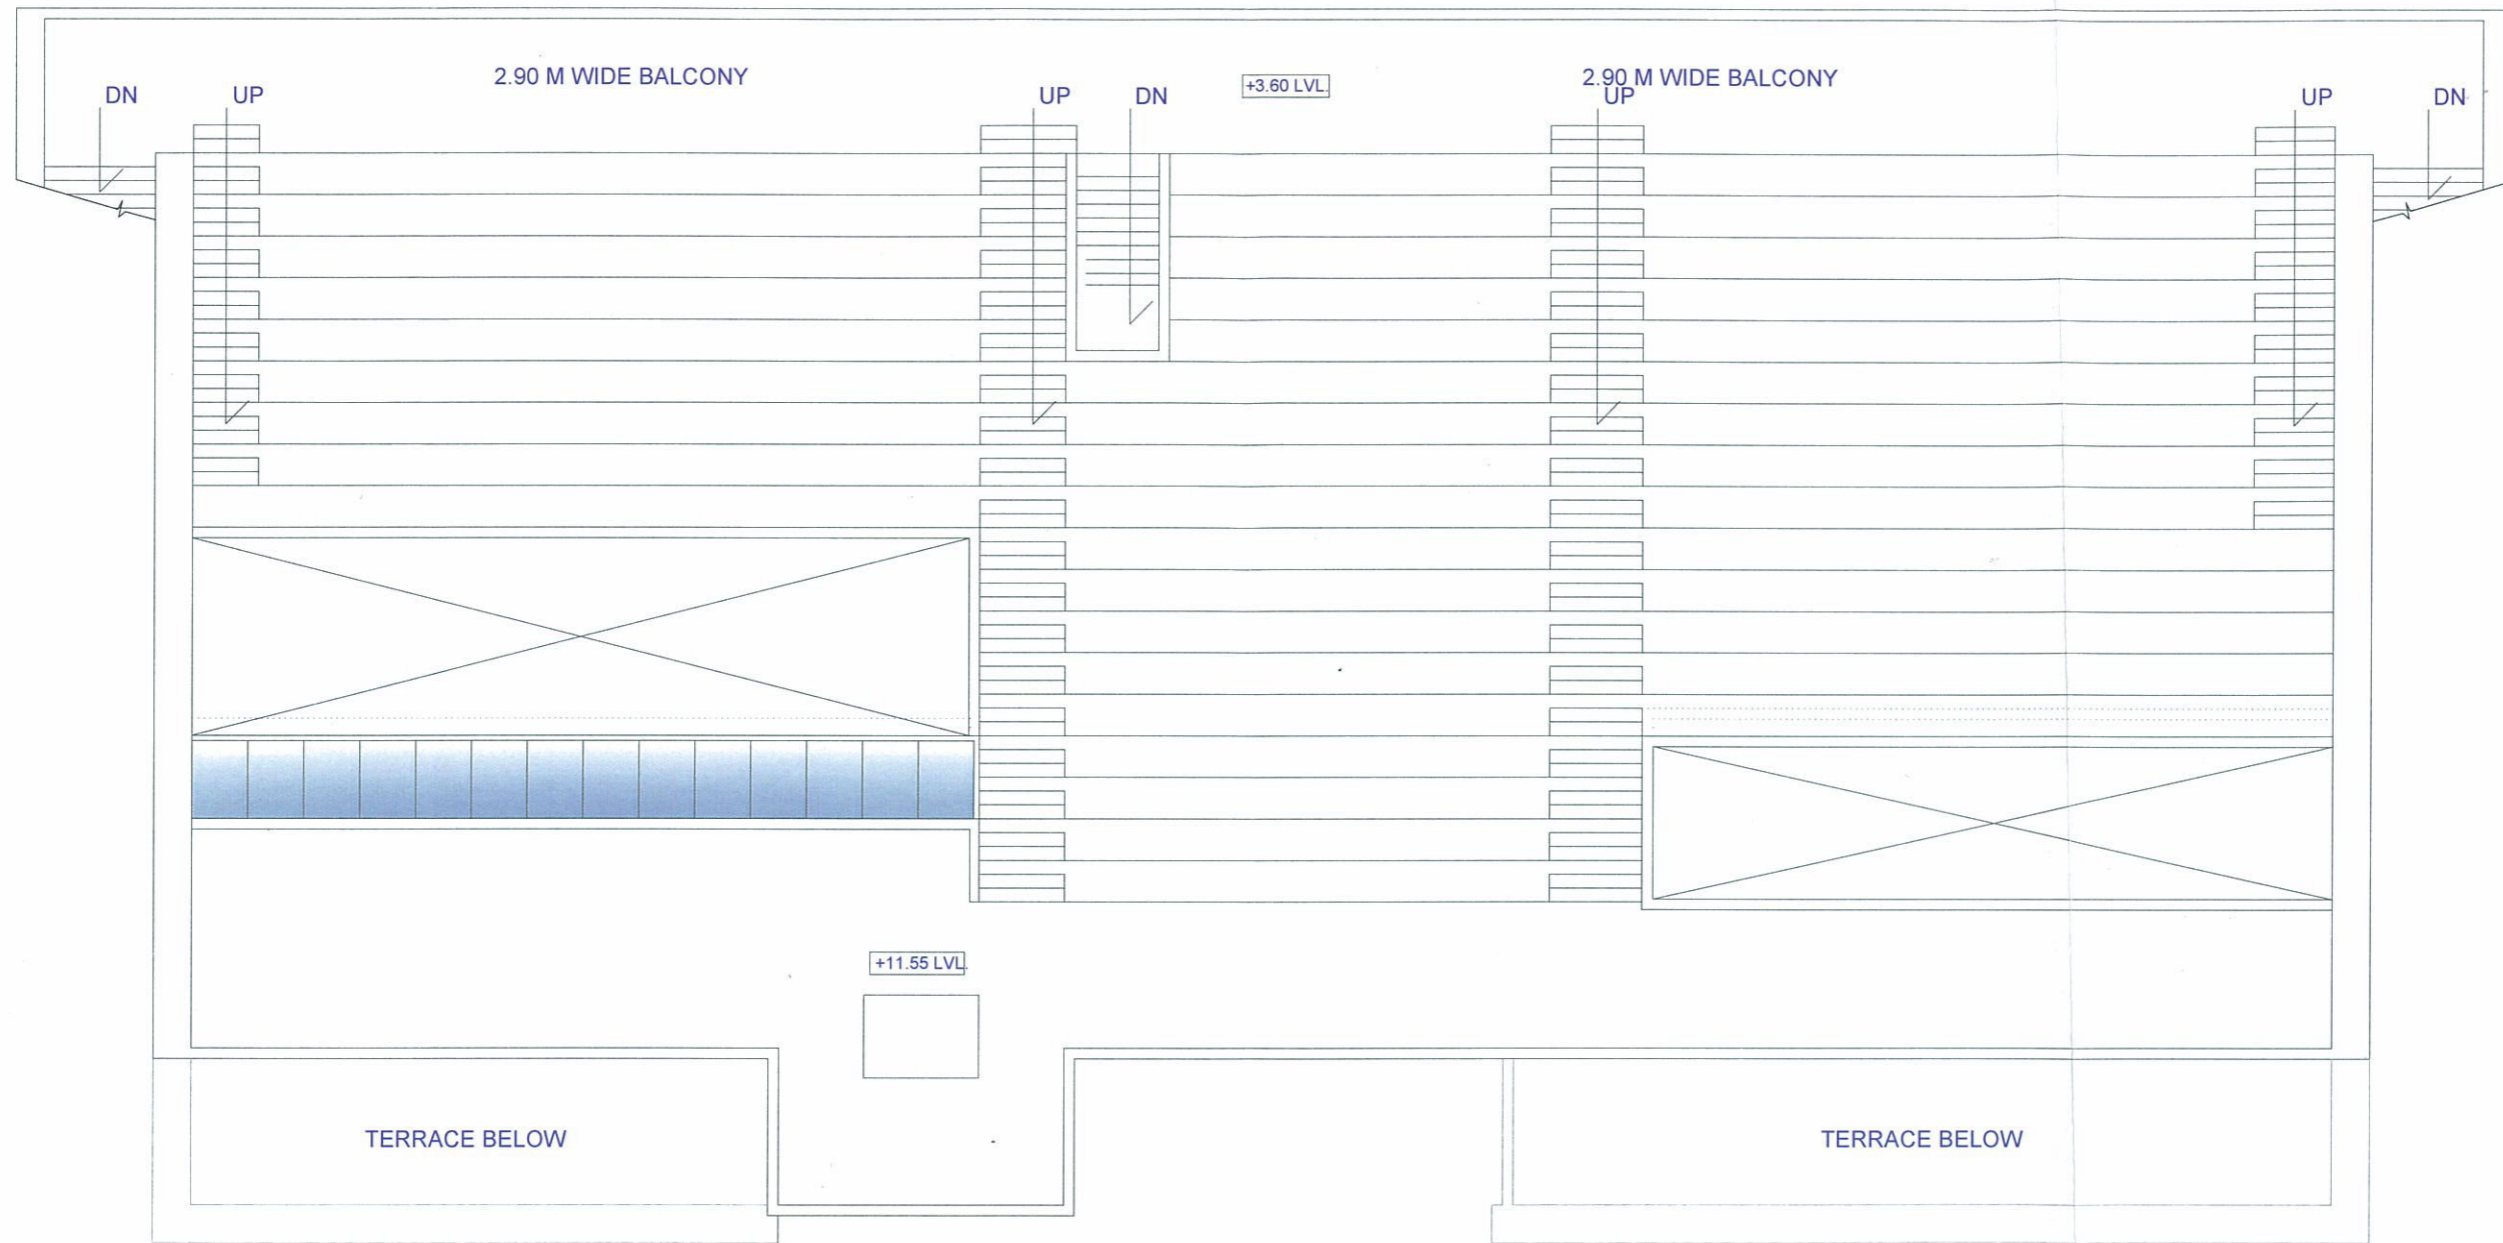 2.90 M WIDE BALCONY
+3.60 LVL.
2.90 M WIDE BALCONY
DN
UP
UP
DN
UP
UP
DN
+11.55 LVL.
TERRACE BELOW
TERRACE BELOW